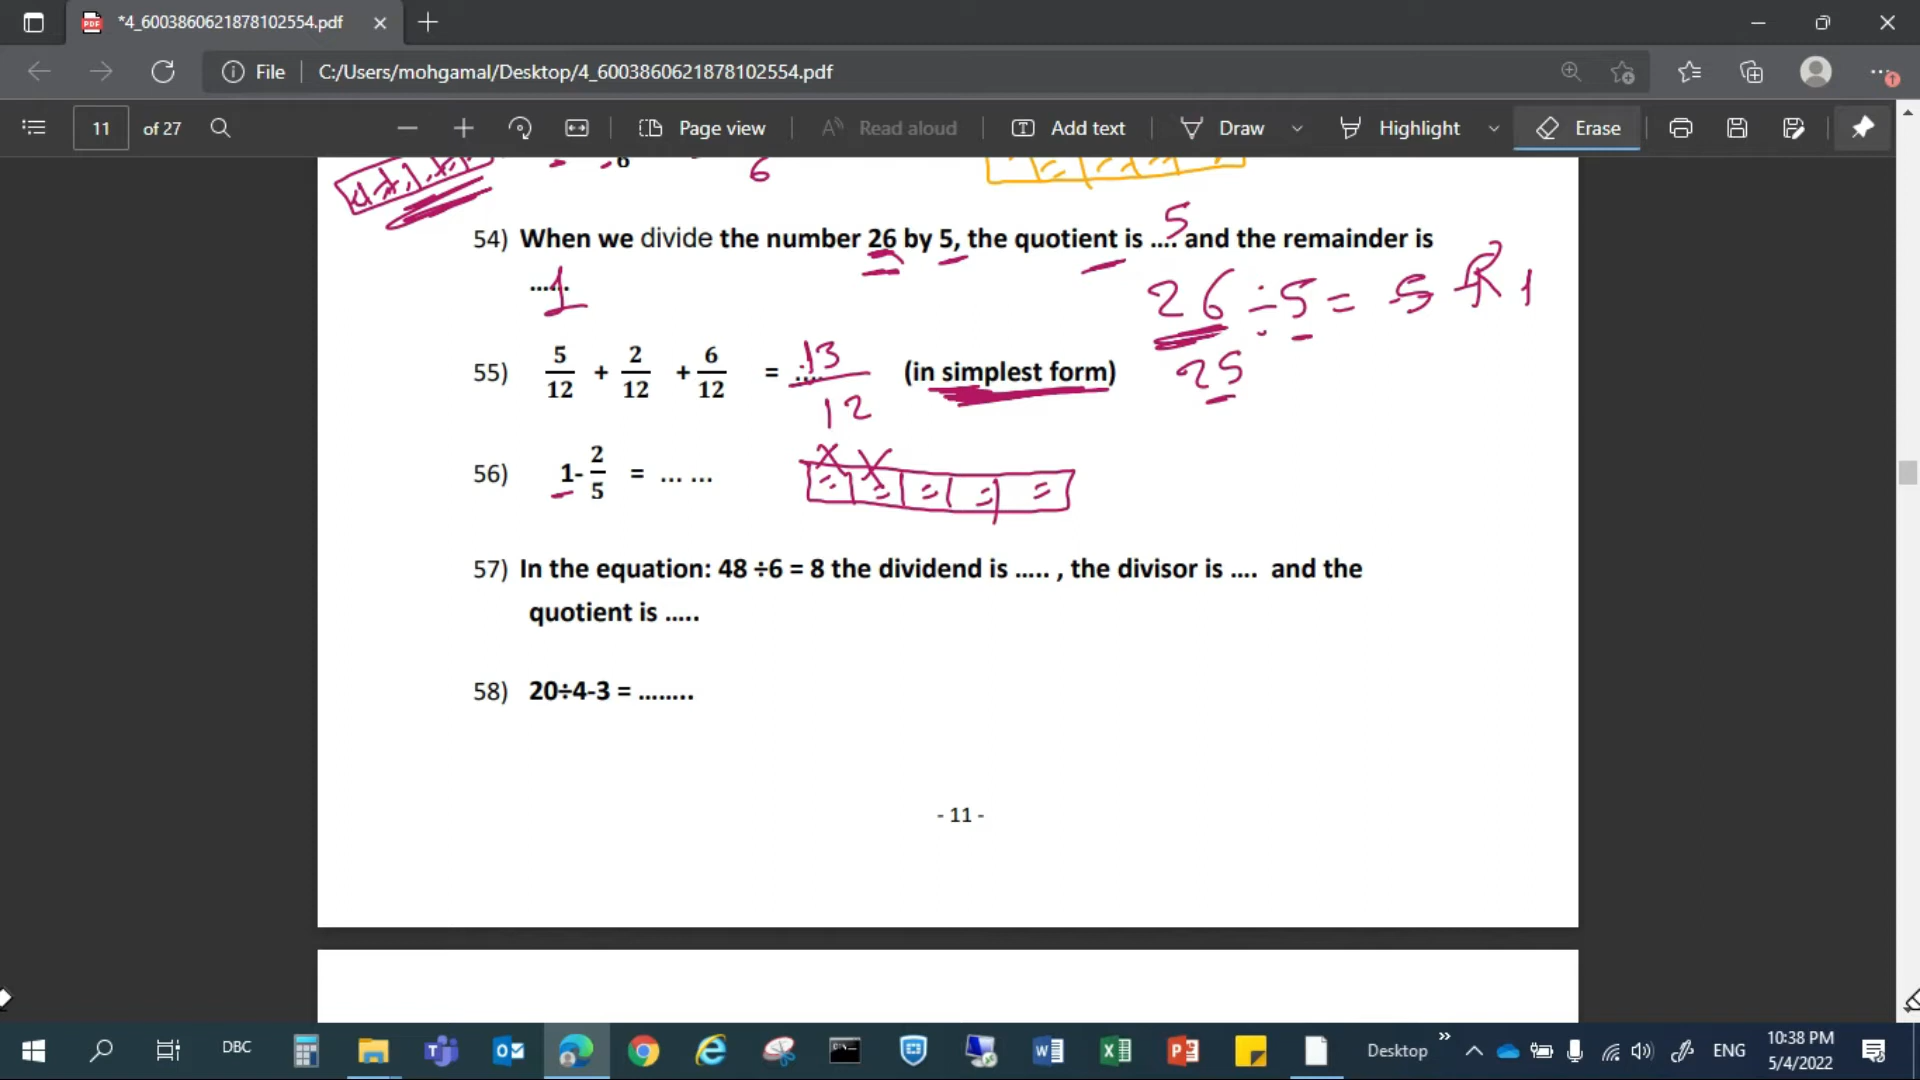 *4_6003860621878102554.pdf
File C:/Users/mohgamal/Desktop/4_6003860621878102554.pdf
11 of 27 Page view Read aloud Add text Draw Highlight Erase
6 6
54) When we divide the number 26 by 5, the quotient is .... and the remainder is
5
......
1
26 ÷ 5 = 5 R 1
25
55) 5/12 + 2/12 + 6/12 = .... (in simplest form)
13/12
56) 1- 2/5 = ... ...
57) In the equation: 48 ÷6 = 8 the dividend is ..... , the divisor is .... and the
quotient is .....
58) 20÷4-3 = ........
- 11 -
DBC Desktop ENG 10:38 PM
5/4/2022